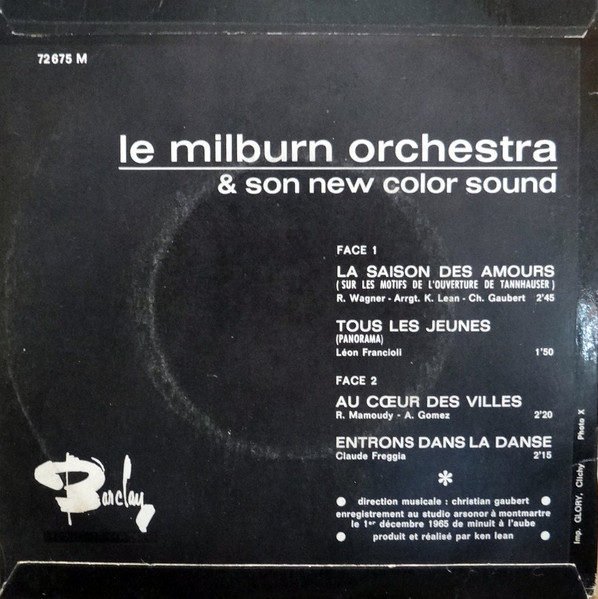 72675 M
le milburn orchestra
& son new color sound
FACE 1
LA SAISON DES AMOURS
( SUR LES MOTIFS DE L'OUVERTURE DE TANNHAUSER )
R. Wagner - Arrgt. K. Lean - Ch. Gaubert 2'45
TOUS LES JEUNES
(PANORAMA)
Léon Francioli 1'50
FACE 2
AU CŒUR DES VILLES
R. Mamoudy - A. Gomez 2'20
ENTRONS DANS LA DANSE
Claude Freggia 2'15
*
direction musicale : christian gaubert
enregistrement au studio arsonor à montmartre
le 1er décembre 1965 de minuit à l'aube
produit et réalisé par ken lean
Barclay
Imp. GLORY, Clichy Photo X